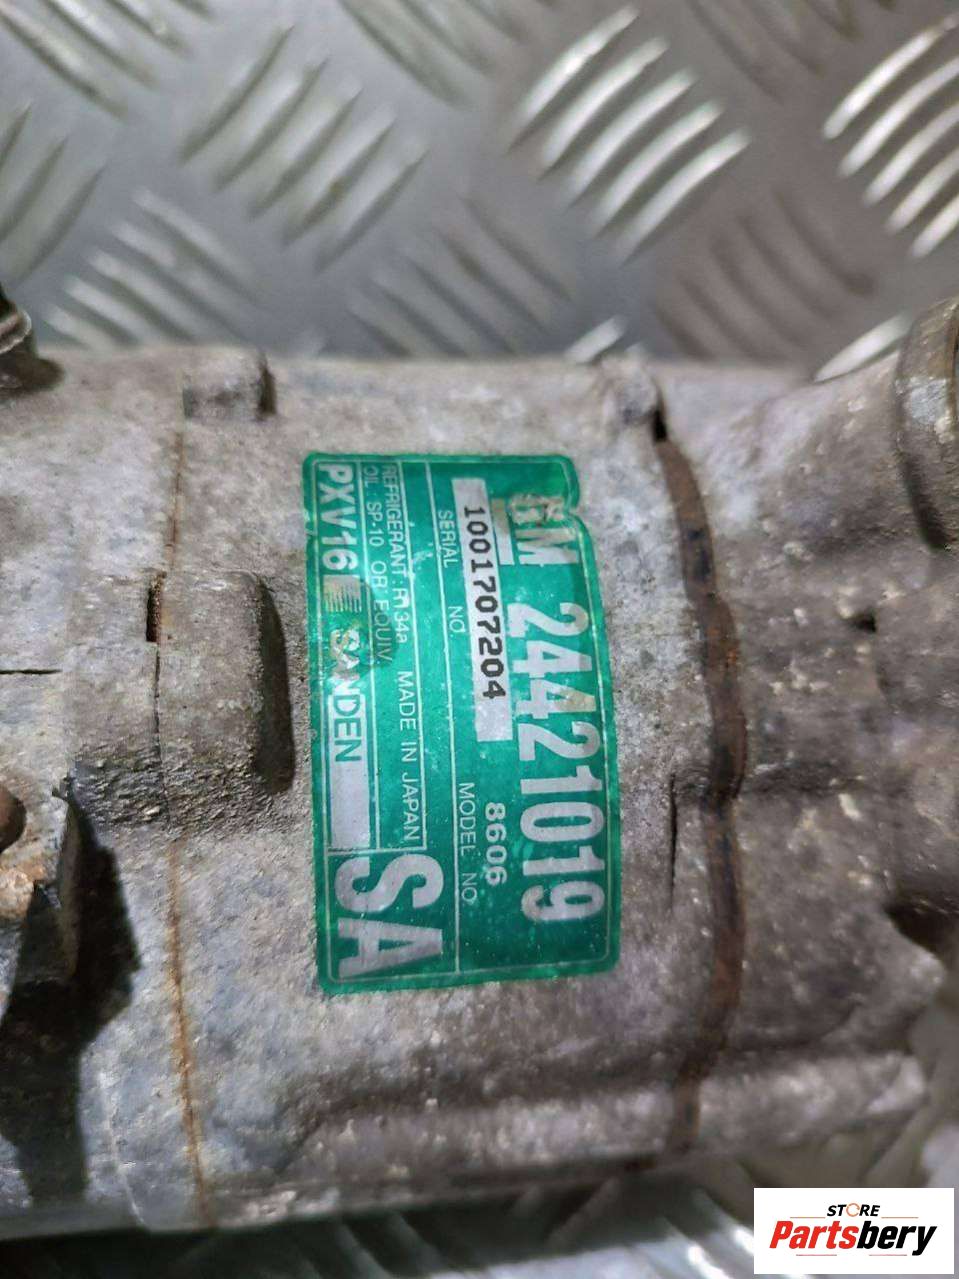 GM 24421019
1001707204 8606
SERIAL NO. MODEL NO.
REFRIGERANT : R134a MADE IN JAPAN
OIL : SP-10 OR EQUIV.
PXV16 SANDEN
SA
STORE
Partsbery